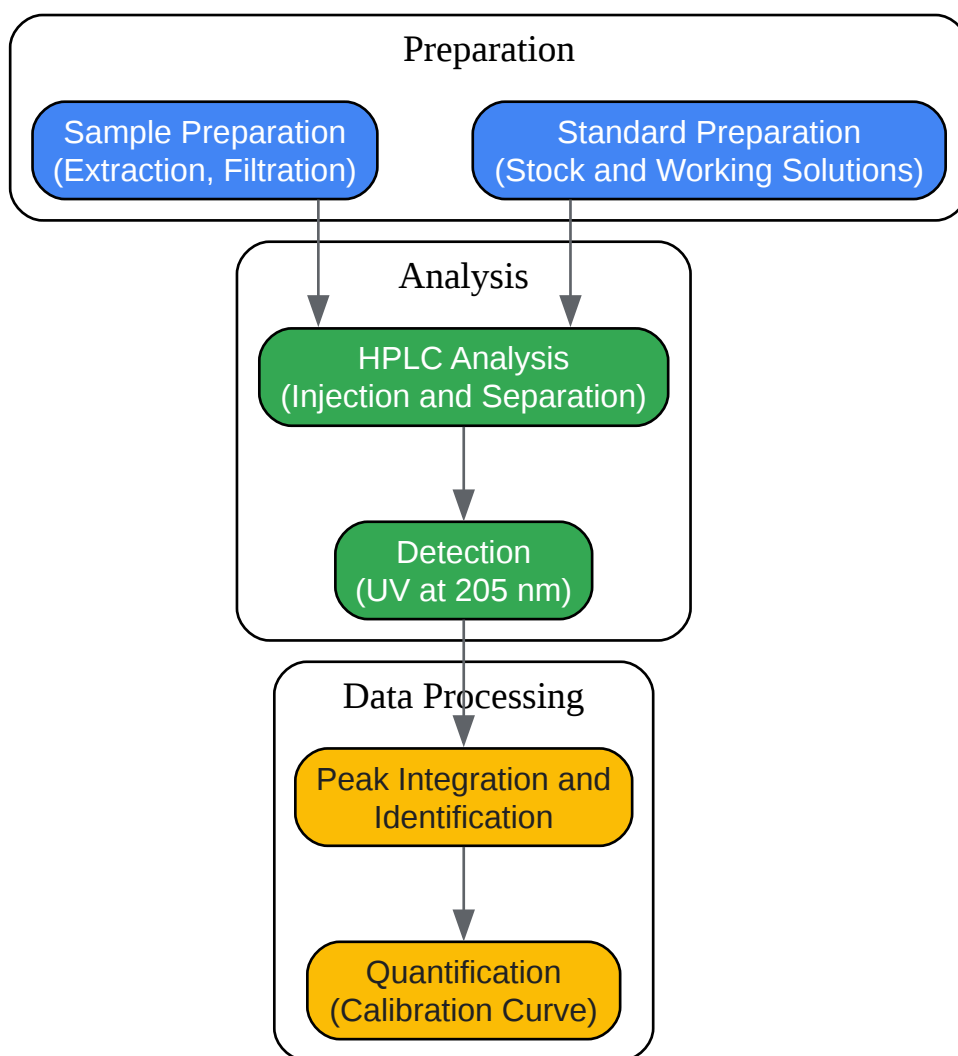 Preparation
Sample Preparation
(Extraction, Filtration)
Standard Preparation
(Stock and Working Solutions)
Analysis
HPLC Analysis
(Injection and Separation)
Detection
(UV at 205 nm)
Data Processing
Peak Integration and
Identification
Quantification
(Calibration Curve)